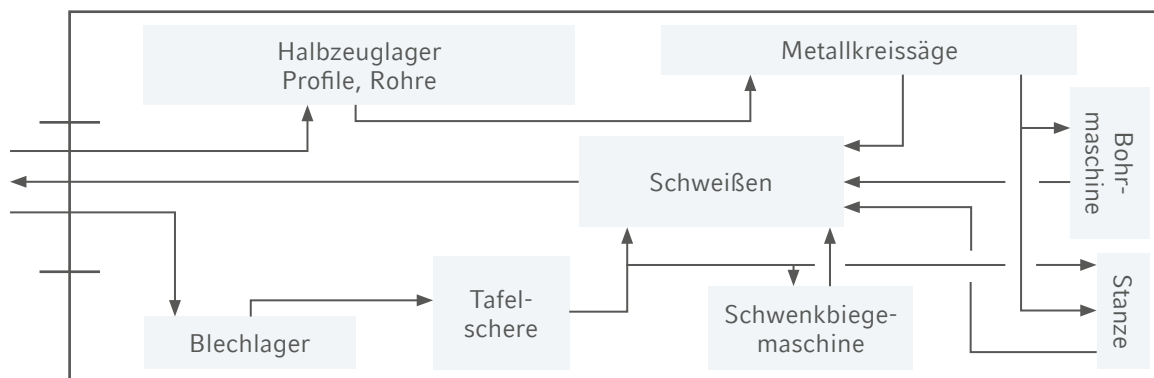 Halbzeuglager
Profile, Rohre
Metallkreissäge
Bohr-
maschine
Schweißen
Tafel-
schere
Schwenkbiege-
maschine
Stanze
Blechlager